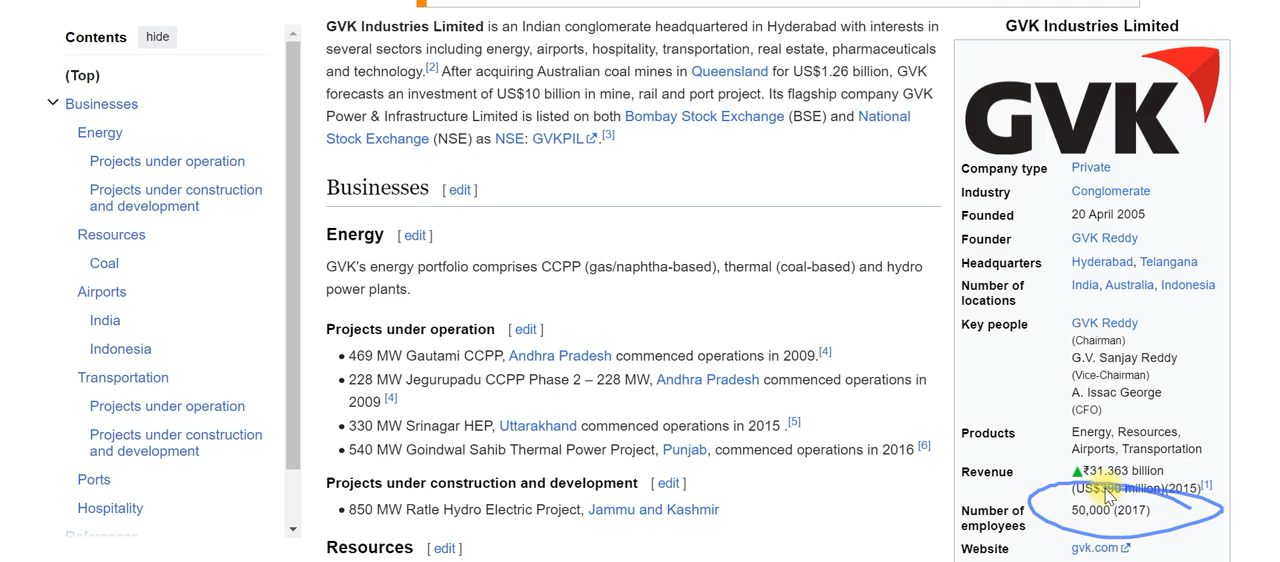 Contents hide
(Top)
Businesses
Energy
Projects under operation
Projects under construction
and development
Resources
Coal
Airports
India
Indonesia
Transportation
Projects under operation
Projects under construction
and development
Ports
Hospitality
References
GVK Industries Limited is an Indian conglomerate headquartered in Hyderabad with interests in
several sectors including energy, airports, hospitality, transportation, real estate, pharmaceuticals
and technology.[2] After acquiring Australian coal mines in Queensland for US$1.26 billion, GVK
forecasts an investment of US$10 billion in mine, rail and port project. Its flagship company GVK
Power & Infrastructure Limited is listed on both Bombay Stock Exchange (BSE) and National
Stock Exchange (NSE) as NSE: GVKPIL.[3]
Businesses [ edit ]
Energy [ edit ]
GVK's energy portfolio comprises CCPP (gas/naphtha-based), thermal (coal-based) and hydro
power plants.
Projects under operation [ edit ]
• 469 MW Gautami CCPP, Andhra Pradesh commenced operations in 2009.[4]
• 228 MW Jegurupadu CCPP Phase 2 – 228 MW, Andhra Pradesh commenced operations in
2009 [4]
• 330 MW Srinagar HEP, Uttarakhand commenced operations in 2015 .[5]
• 540 MW Goindwal Sahib Thermal Power Project, Punjab, commenced operations in 2016 [6]
Projects under construction and development [ edit ]
• 850 MW Ratle Hydro Electric Project, Jammu and Kashmir
Resources [ edit ]
GVK Industries Limited
GVK
Company type Private
Industry Conglomerate
Founded 20 April 2005
Founder GVK Reddy
Headquarters Hyderabad, Telangana
Number of locations India, Australia, Indonesia
Key people GVK Reddy
(Chairman)
G.V. Sanjay Reddy
(Vice-Chairman)
A. Issac George
(CFO)
Products Energy, Resources,
Airports, Transportation
Revenue ▲₹31.363 billion
(US$ million)(2015)[1]
Number of employees 50,000 (2017)
Website gvk.com